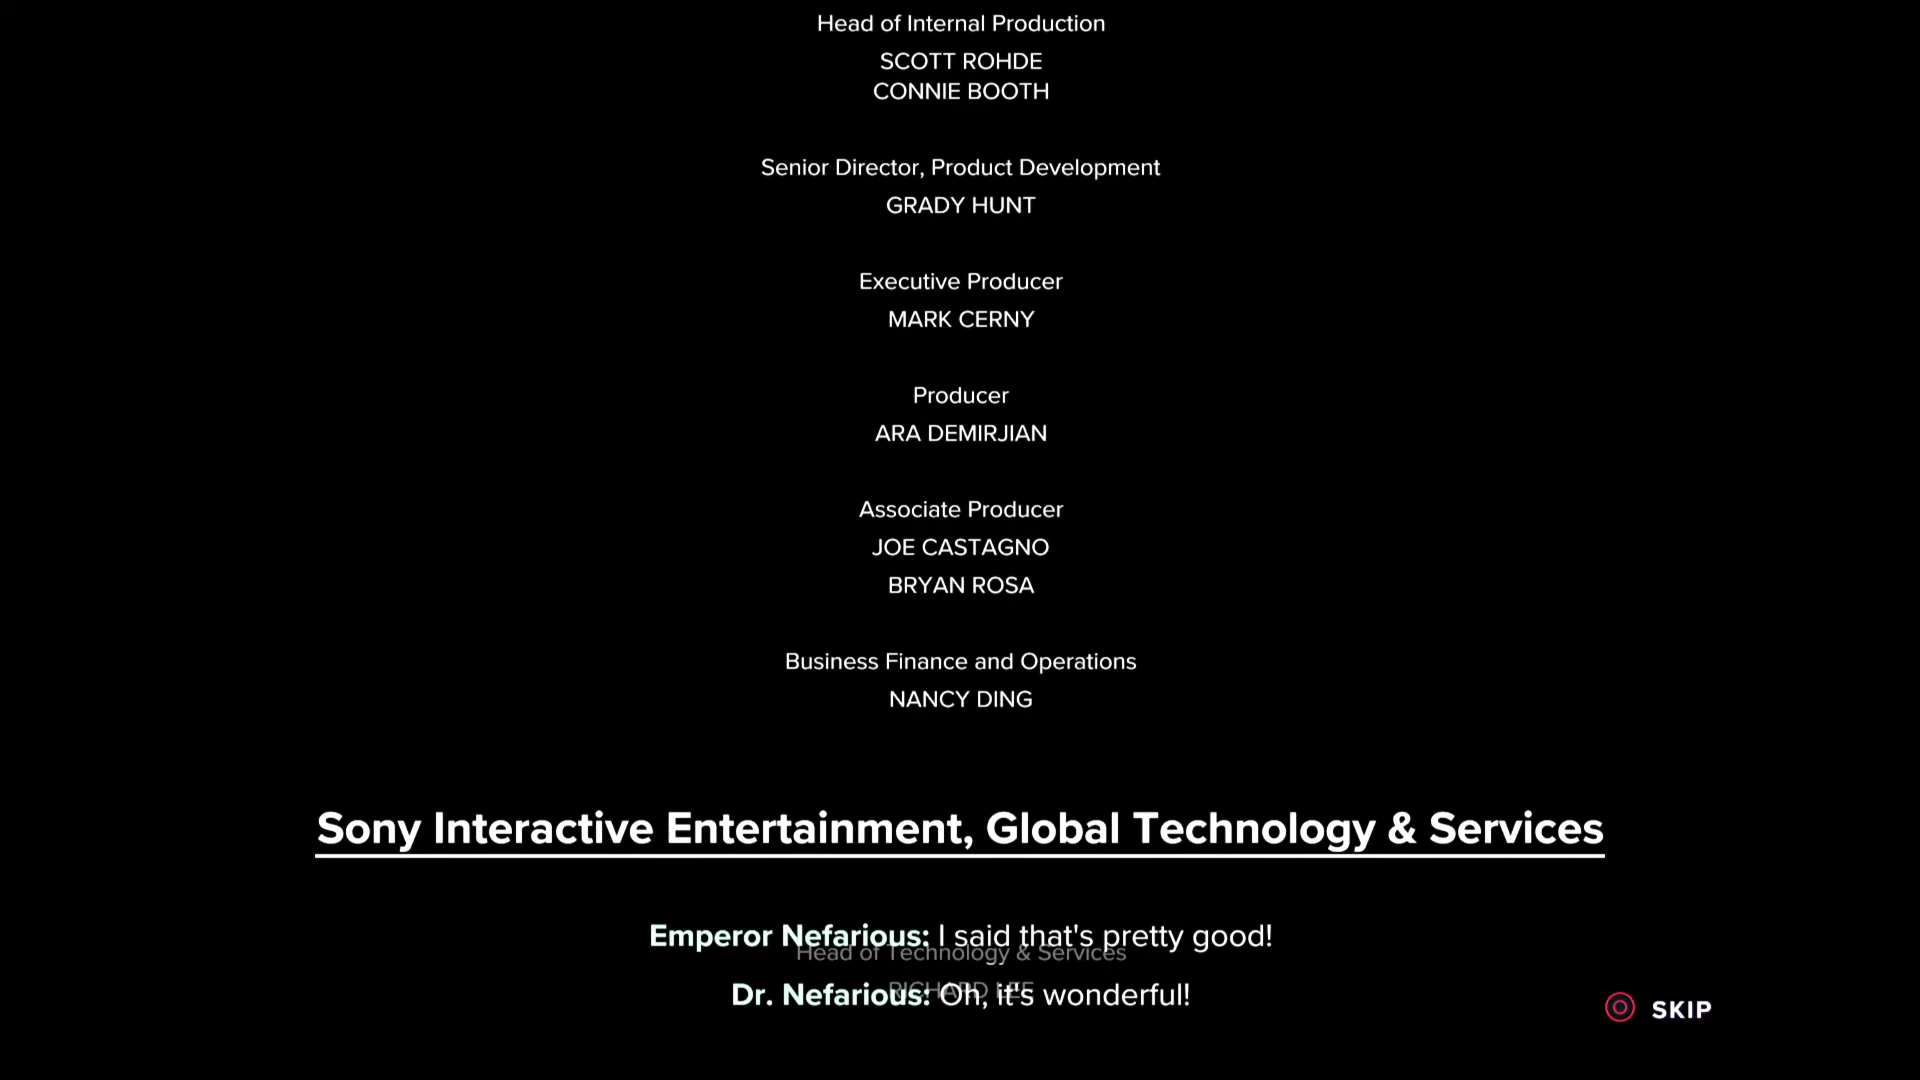 Head of Internal Production
SCOTT ROHDE
CONNIE BOOTH
Senior Director, Product Development
GRADY HUNT
Executive Producer
MARK CERNY
Producer
ARA DEMIRJIAN
Associate Producer
JOE CASTAGNO
BRYAN ROSA
Business Finance and Operations
NANCY DING
Sony Interactive Entertainment, Global Technology & Services
Emperor Nefarious: I said that's pretty good!
Head of Technology & Services
Dr. Nefarious: Oh, it's wonderful!
RICHARD LEE
SKIP